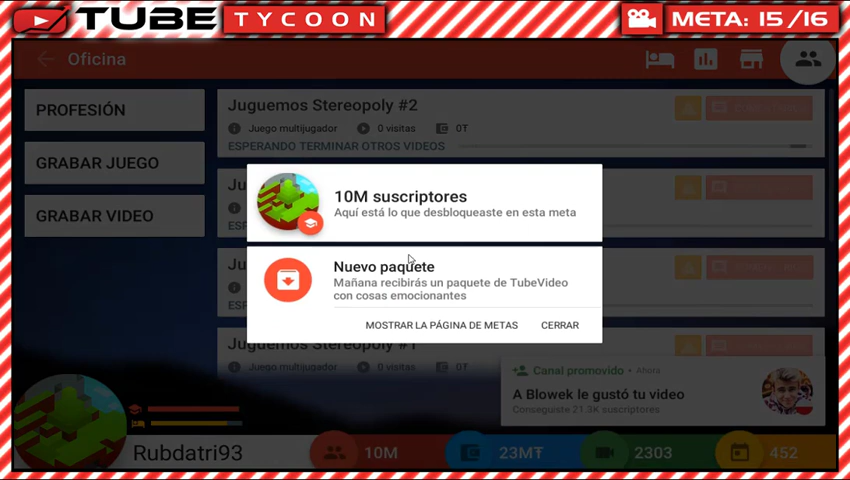 TUBE TYCOON
META: 15/16
Oficina
PROFESIÓN
GRABAR JUEGO
GRABAR VIDEO
Juguemos Stereopoly #2
Juego multijugador 0 visitas 0Ŧ
ESPERANDO TERMINAR OTROS VIDEOS
10M suscriptores
Aquí está lo que desbloqueaste en esta meta
Nuevo paquete
Mañana recibirás un paquete de TubeVideo
con cosas emocionantes
MOSTRAR LA PÁGINA DE METAS CERRAR
Juguemos Stereopoly #1
Juego multijugador 0 visitas 0Ŧ
Canal promovido • Ahora
A Blowek le gustó tu video
Conseguiste 21.3K suscriptores
Rubdatri93 10M 23MŦ 2303 452